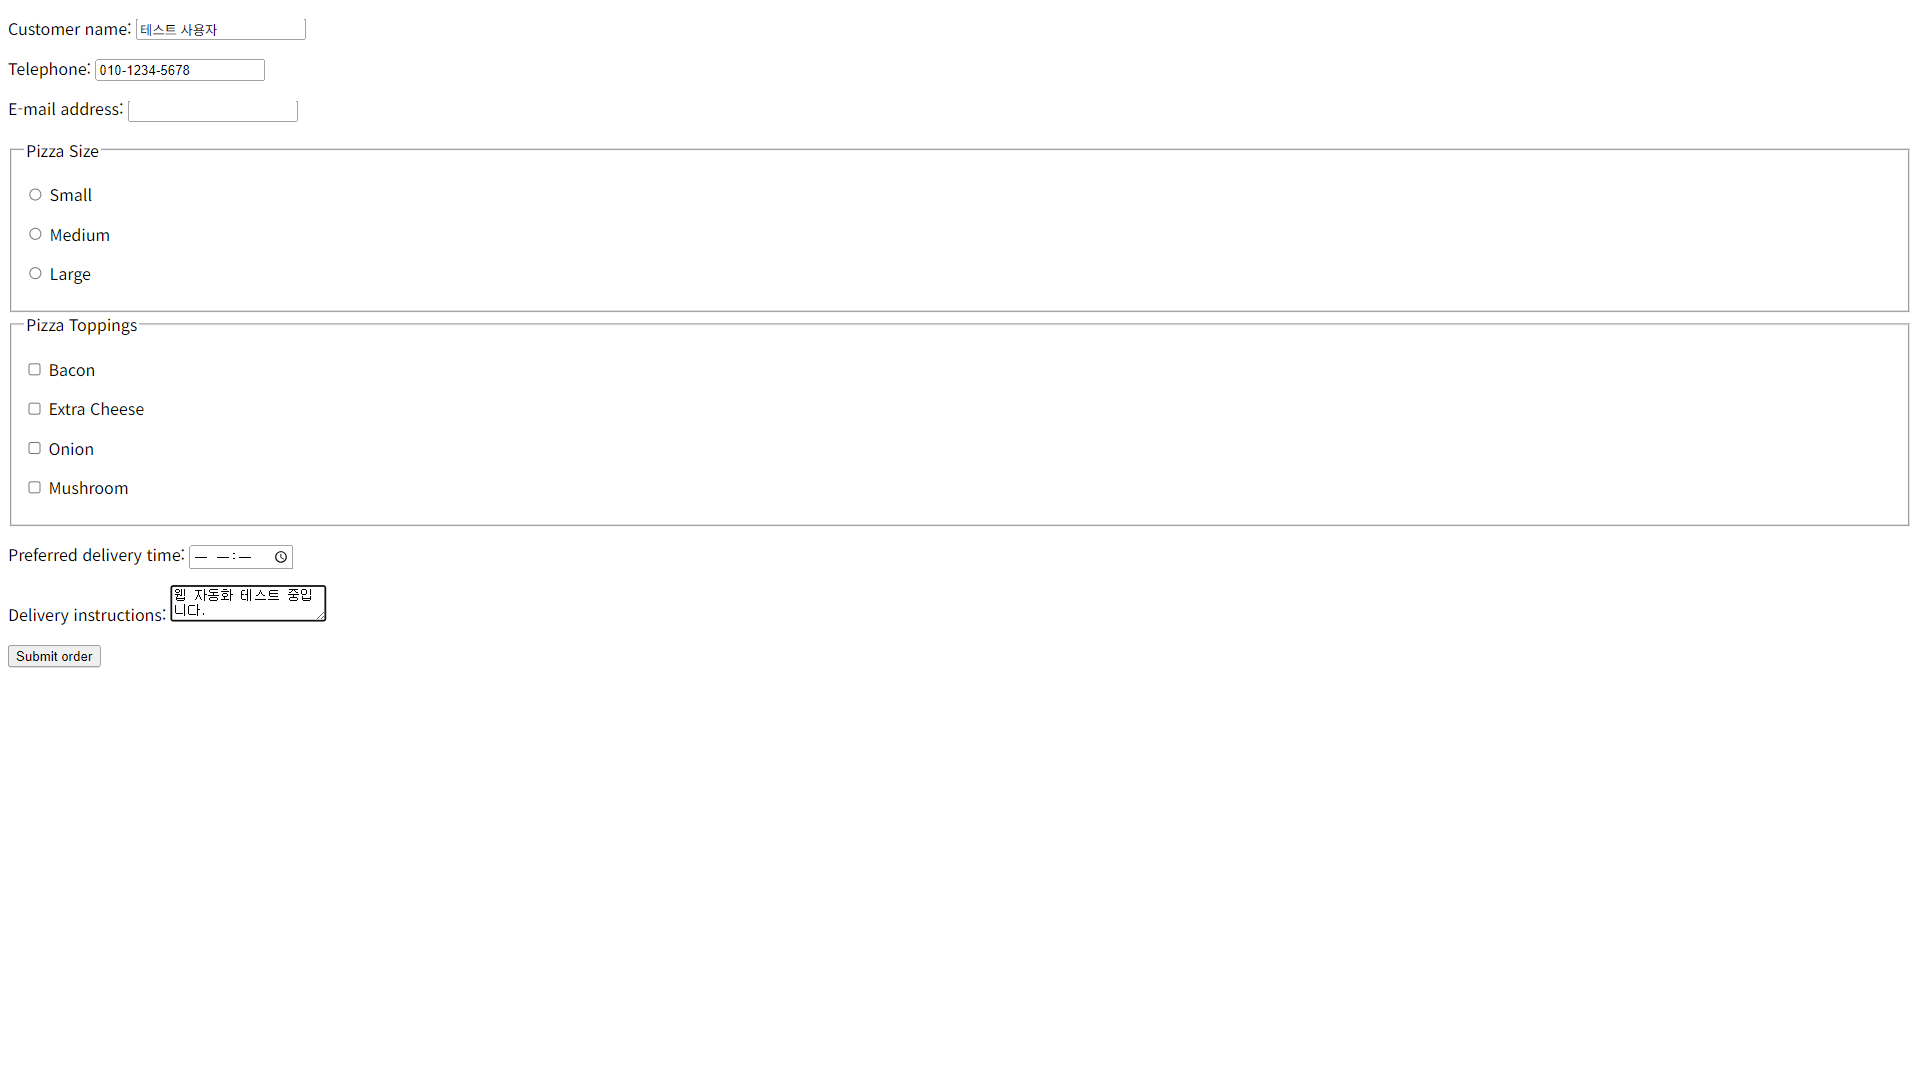 Customer name: 테스트 사용자
Telephone: 010-1234-5678
E-mail address:
Pizza Size
Small
Medium
Large
Pizza Toppings
Bacon
Extra Cheese
Onion
Mushroom
Preferred delivery time: — —:—
Delivery instructions: 웹 자동화 테스트 중입
니다.
Submit order